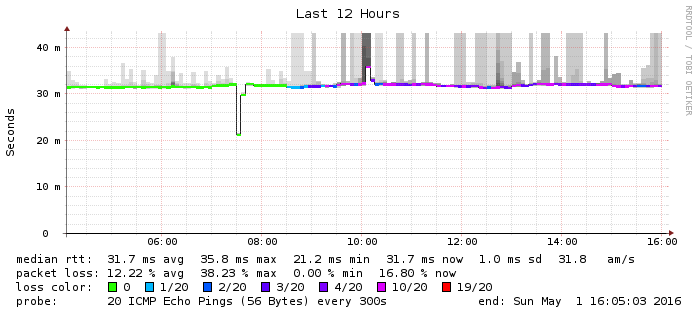 Last 12 Hours
RRDTOOL / TOBI OETIKER
Seconds
40 m
30 m
20 m
10 m
0
06:00 08:00 10:00 12:00 14:00 16:00
median rtt: 31.7 ms avg 35.8 ms max 21.2 ms min 31.7 ms now 1.0 ms sd 31.8 am/s
packet loss: 12.22 % avg 38.23 % max 0.00 % min 16.80 % now
loss color: 0 1/20 2/20 3/20 4/20 10/20 19/20
probe: 20 ICMP Echo Pings (56 Bytes) every 300s end: Sun May 1 16:05:03 2016